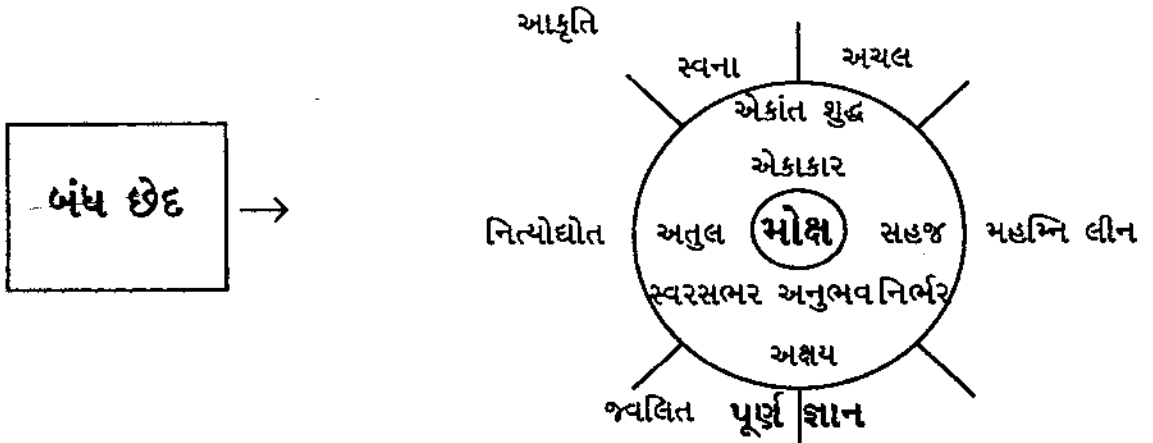 આકૃતિ
સ્વના અચલ
એકાંત શુદ્ધ
એકાકાર
બંધ છેદ
નિત્યોદ્યોત અતુલ મોક્ષ સહજ મહમ્નિ લીન
સ્વરસભર અનુભવ નિર્ભર
અક્ષય
જ્વલિત પૂર્ણ જ્ઞાન